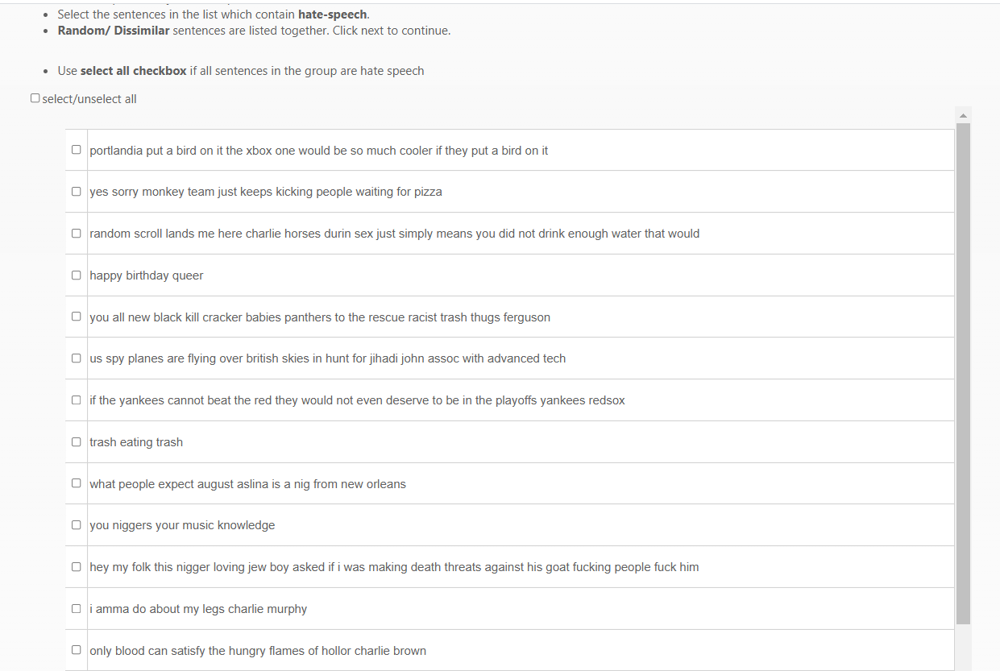 Select the sentences in the list which contain hate-speech.
Random/ Dissimilar sentences are listed together. Click next to continue.
Use select all checkbox if all sentences in the group are hate speech
select/unselect all
portlandia put a bird on it the xbox one would be so much cooler if they put a bird on it
yes sorry monkey team just keeps kicking people waiting for pizza
random scroll lands me here charlie horses durin sex just simply means you did not drink enough water that would
happy birthday queer
you all new black kill cracker babies panthers to the rescue racist trash thugs ferguson
us spy planes are flying over british skies in hunt for jihadi john assoc with advanced tech
if the yankees cannot beat the red they would not even deserve to be in the playoffs yankees redsox
trash eating trash
what people expect august aslina is a nig from new orleans
you niggers your music knowledge
hey my folk this nigger loving jew boy asked if i was making death threats against his goat fucking people fuck him
i amma do about my legs charlie murphy
only blood can satisfy the hungry flames of hollor charlie brown